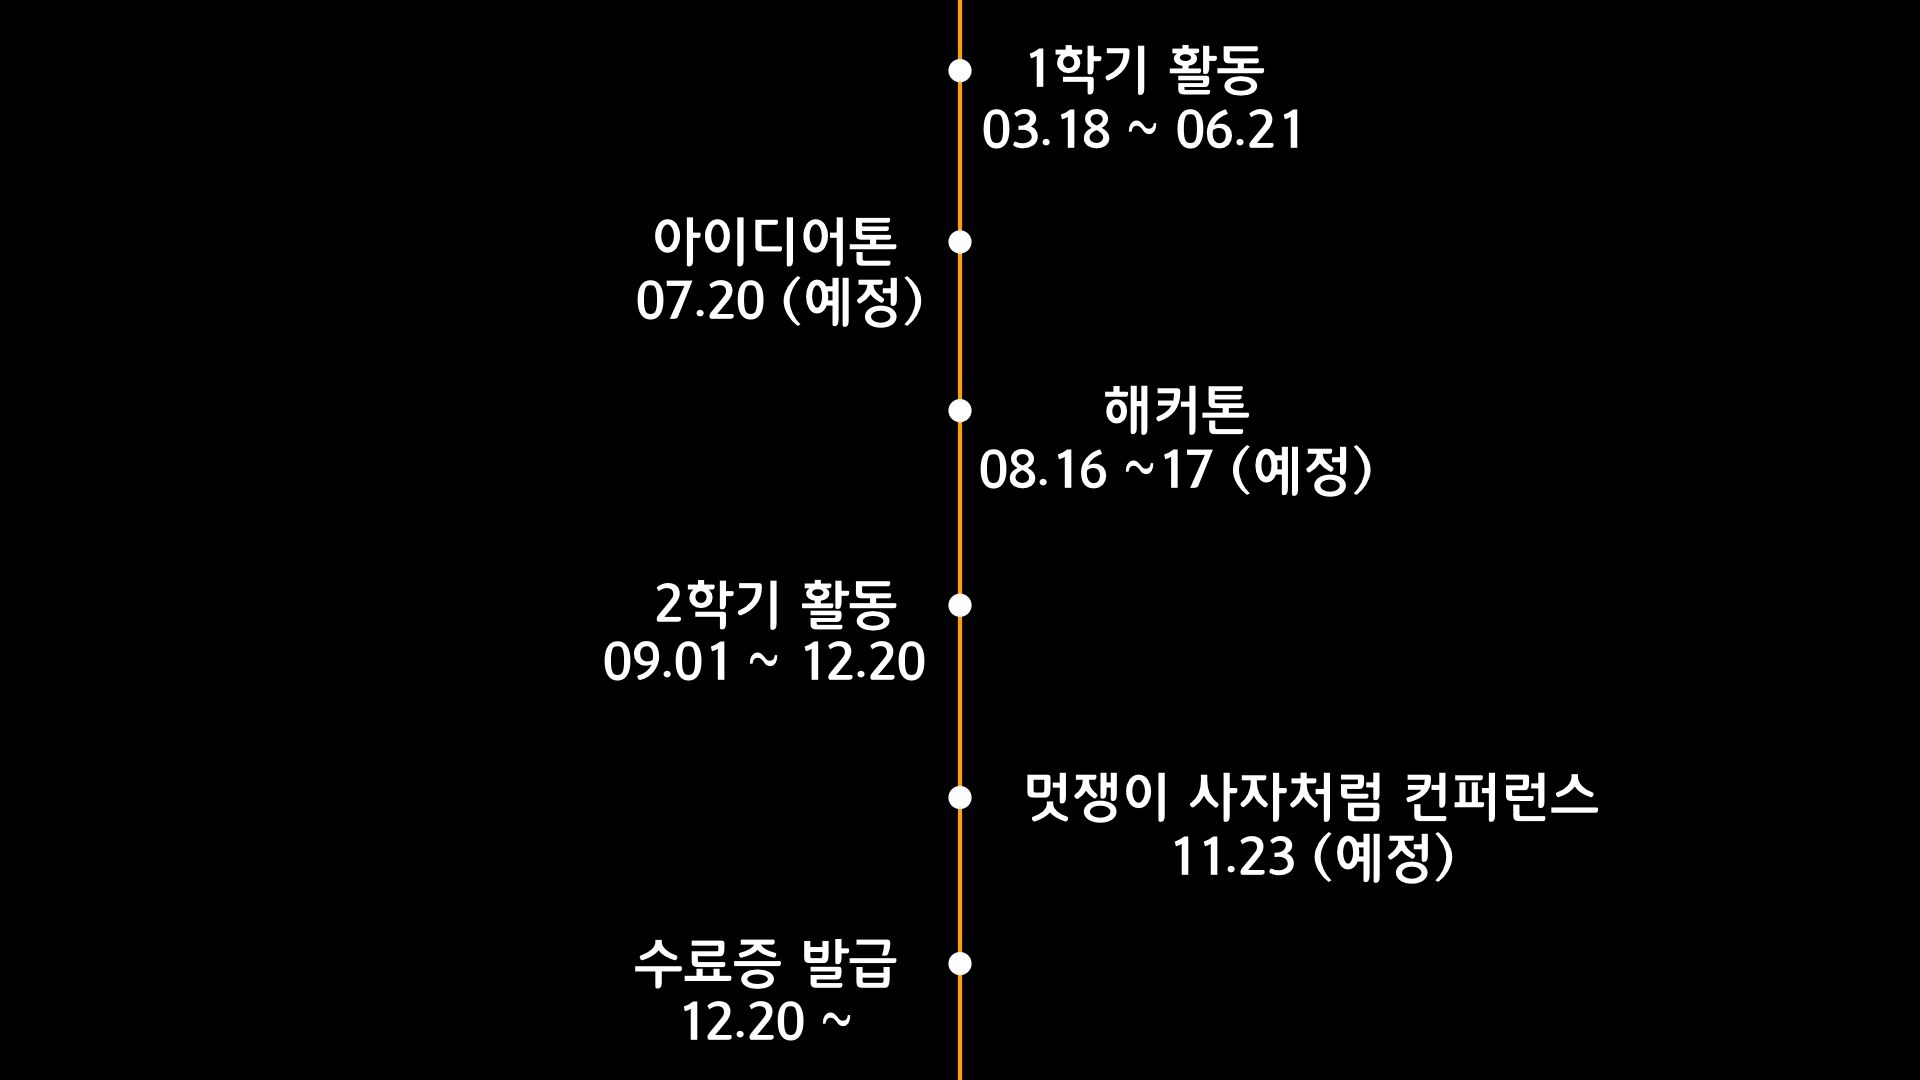 1학기 활동
03.18 ~ 06.21
아이디어톤
07.20 (예정)
해커톤
08.16 ~17 (예정)
2학기 활동
09.01 ~ 12.20
멋쟁이 사자처럼 컨퍼런스
11.23 (예정)
수료증 발급
12.20 ~